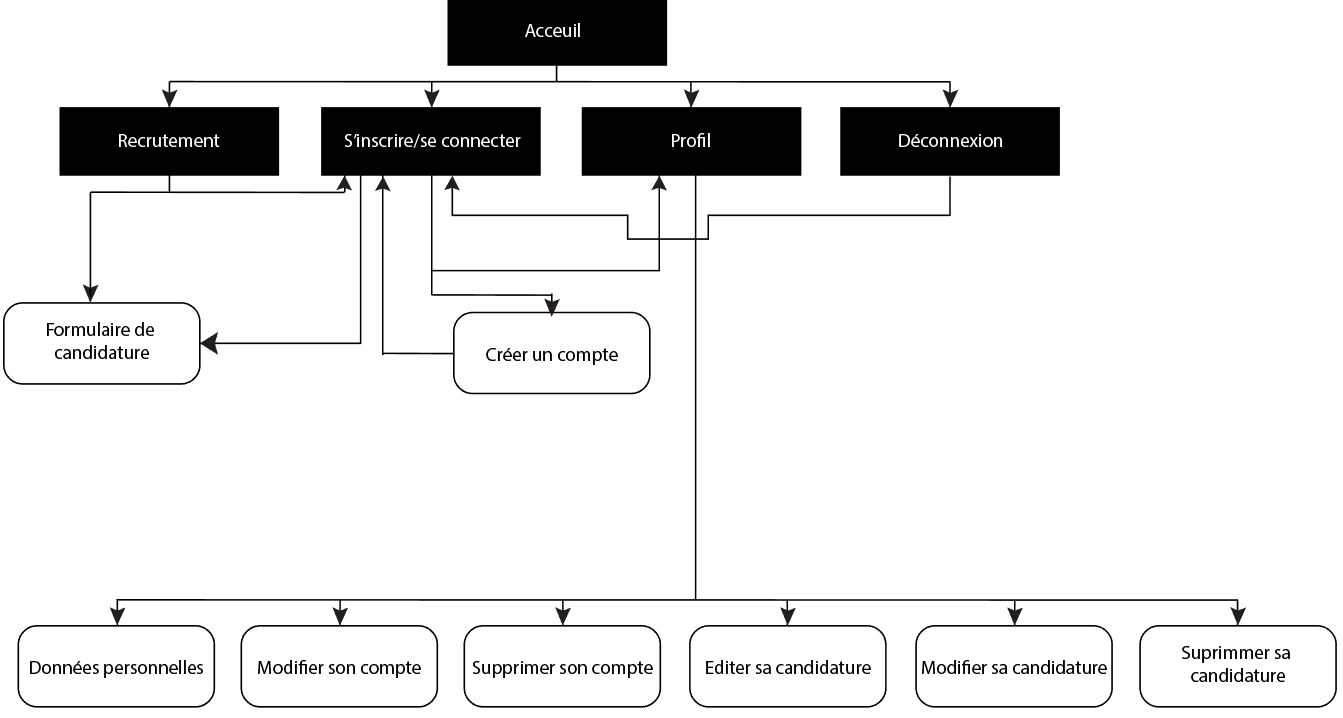 Acceuil
Recrutement
S'inscrire/se connecter
Profil
Déconnexion
Formulaire de
candidature
Créer un compte
Données personnelles
Modifier son compte
Supprimer son compte
Editer sa candidature
Modifier sa candidature
Suprimmer sa
candidature